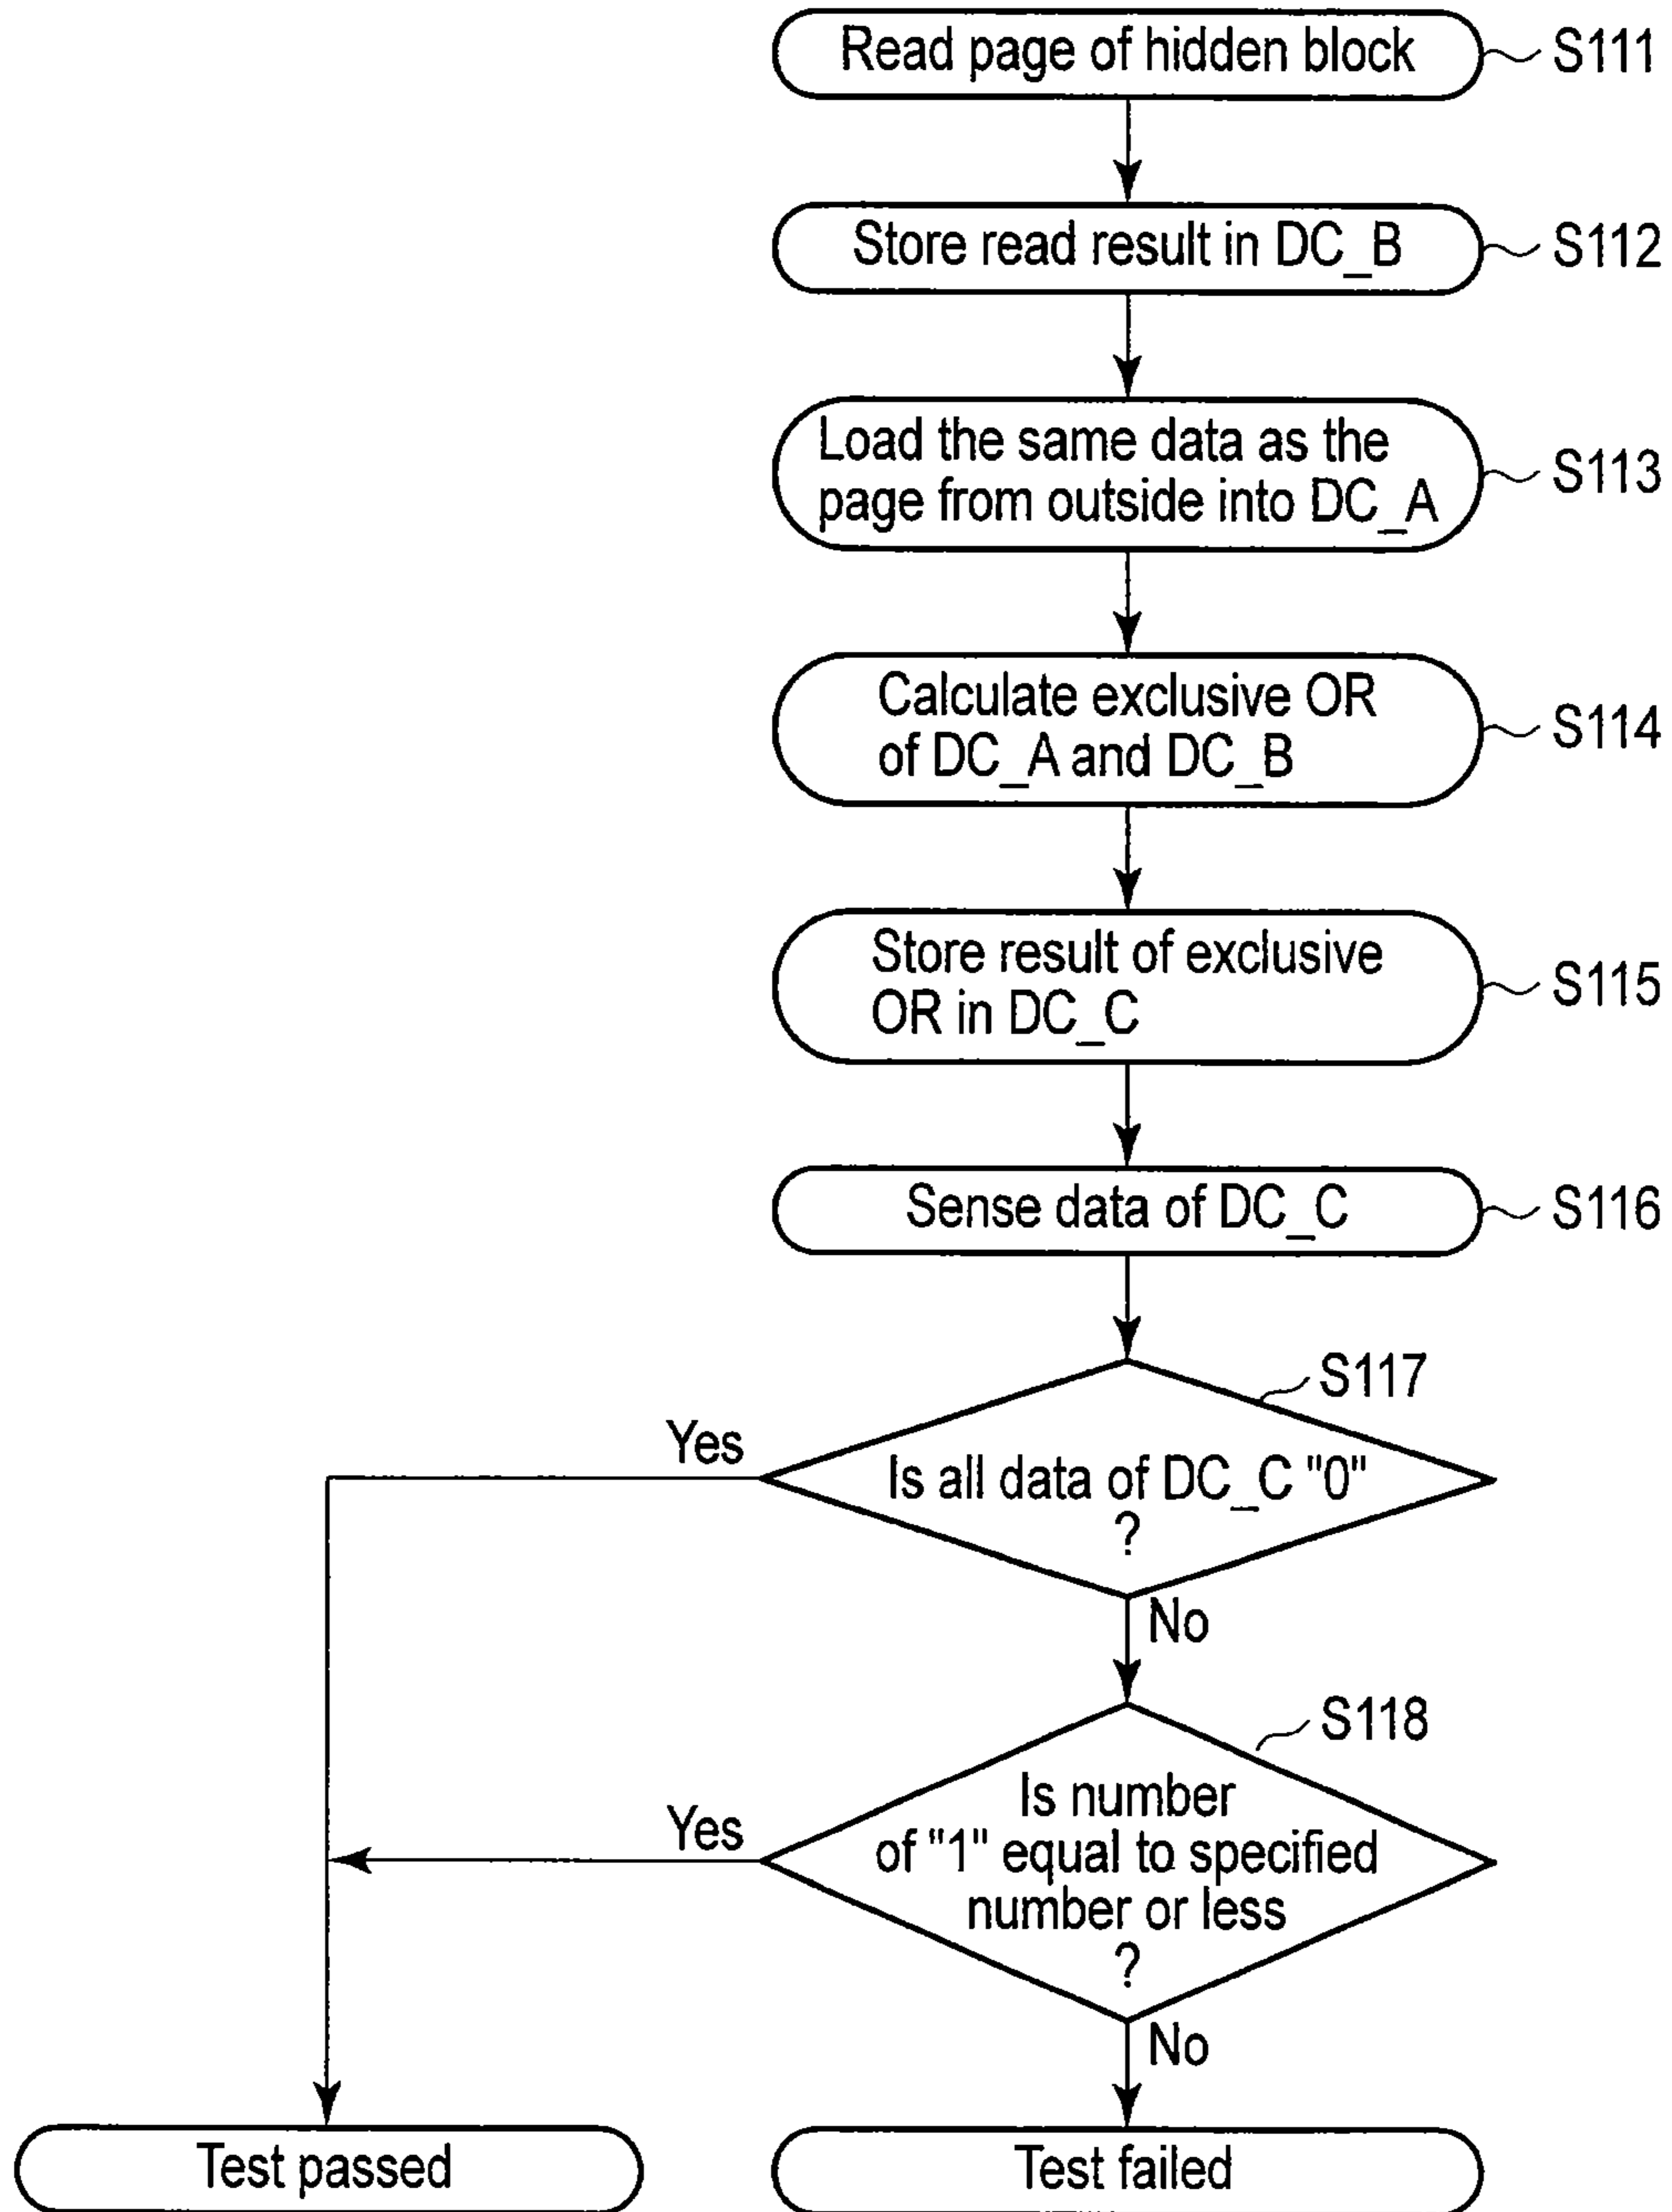 Read page of hidden block
S111
Store read result in DC_B
S112
Load the same data as the
page from outside into DC_A
S113
Calculate exclusive OR
of DC_A and DC_B
S114
Store result of exclusive
OR in DC_C
S115
Sense data of DC_C
S116
S117
Yes
Is all data of DC_C "0"
?
No
S118
Yes
Is number
of "1" equal to specified
number or less
?
No
Test passed
Test failed